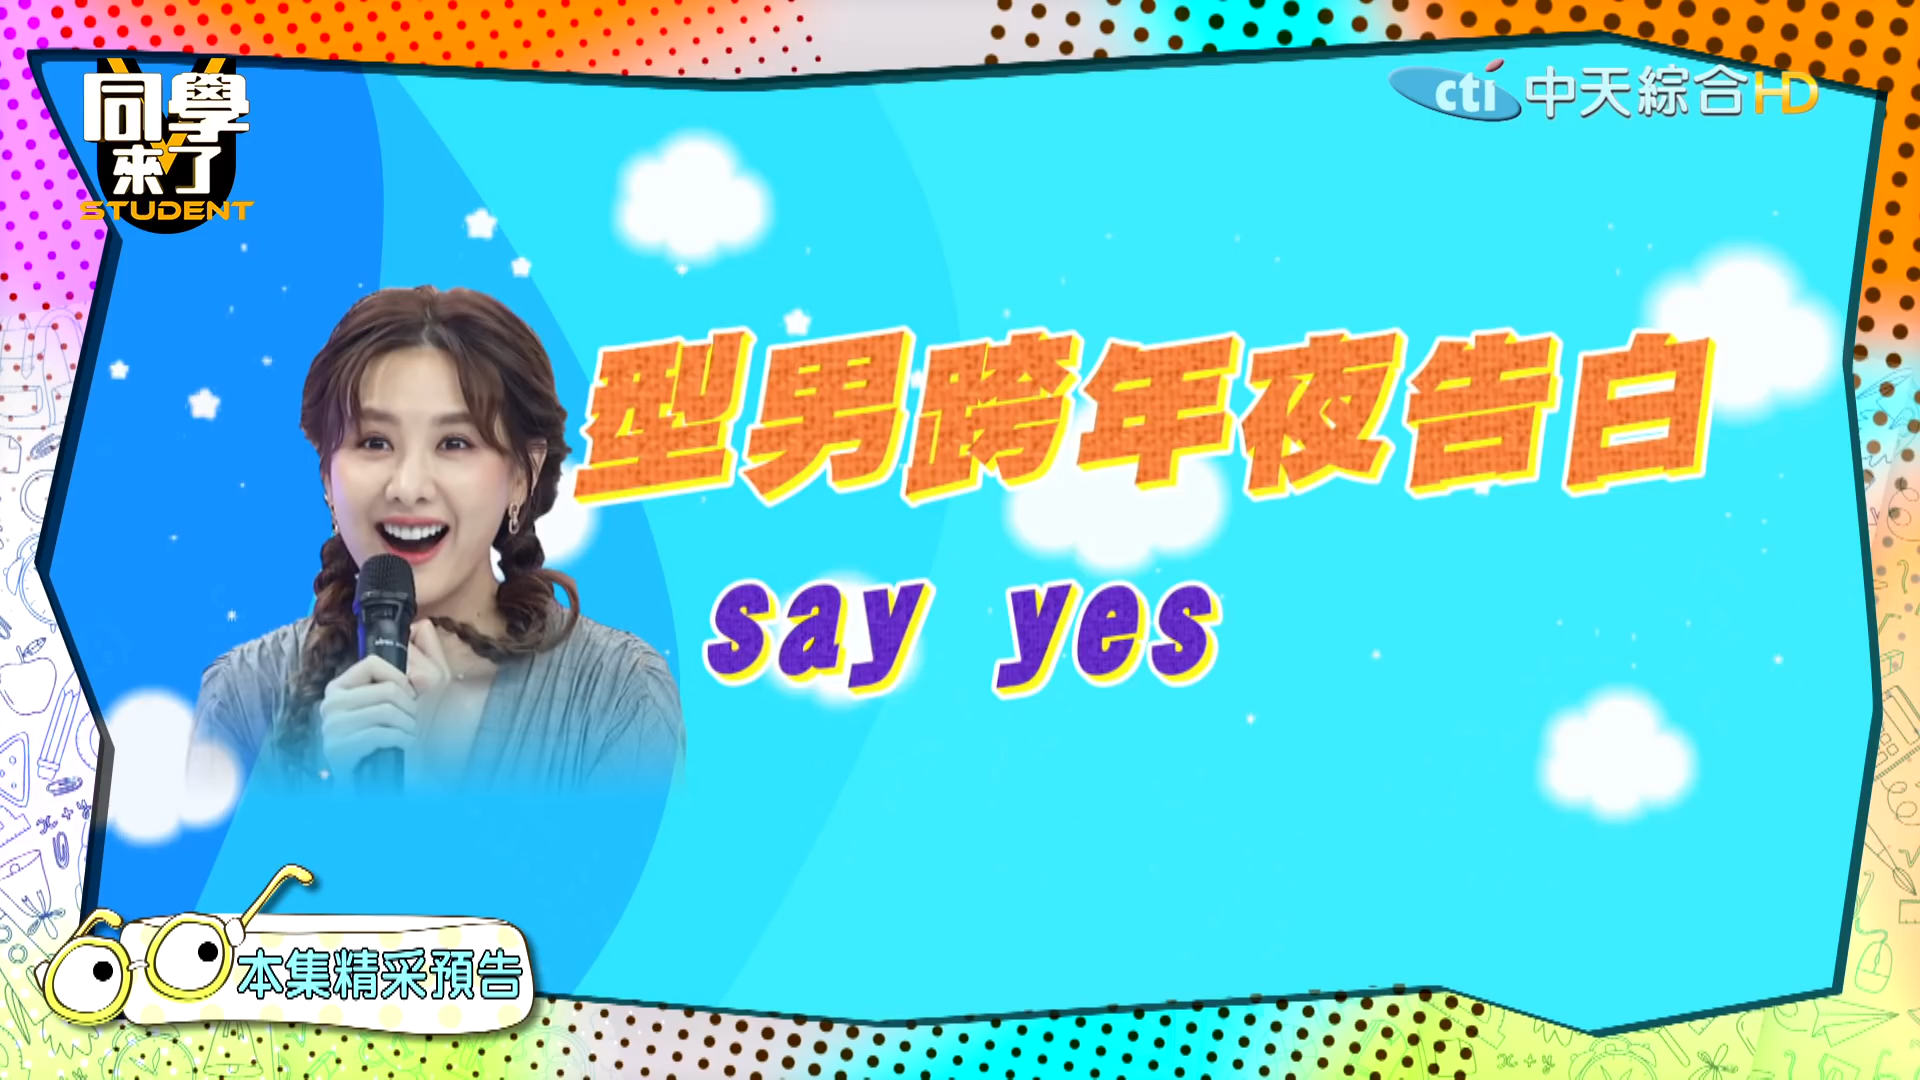 同學
來了
STUDENT
cti 中天綜合HD
型男跨年夜告白
say yes
本集精采預告